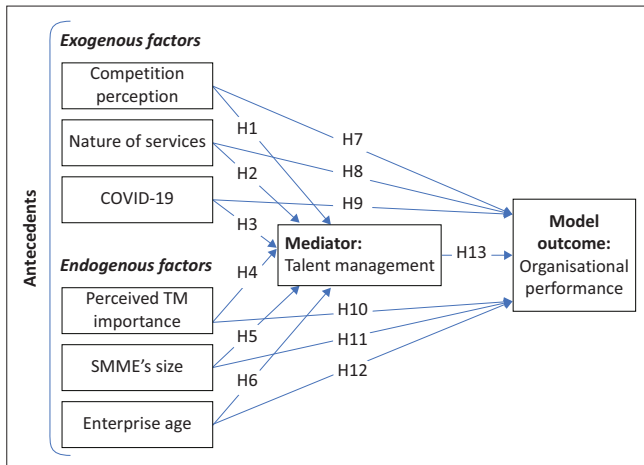 Antecedents
Exogenous factors
Competition
perception
Nature of services
COVID-19
Endogenous factors
Perceived TM
importance
SMME's size
Enterprise age
H1
H2
H3
H4
H5
H6
Mediator:
Talent management
H7
H8
H9
H13
H10
H11
H12
Model
outcome:
Organisational
performance